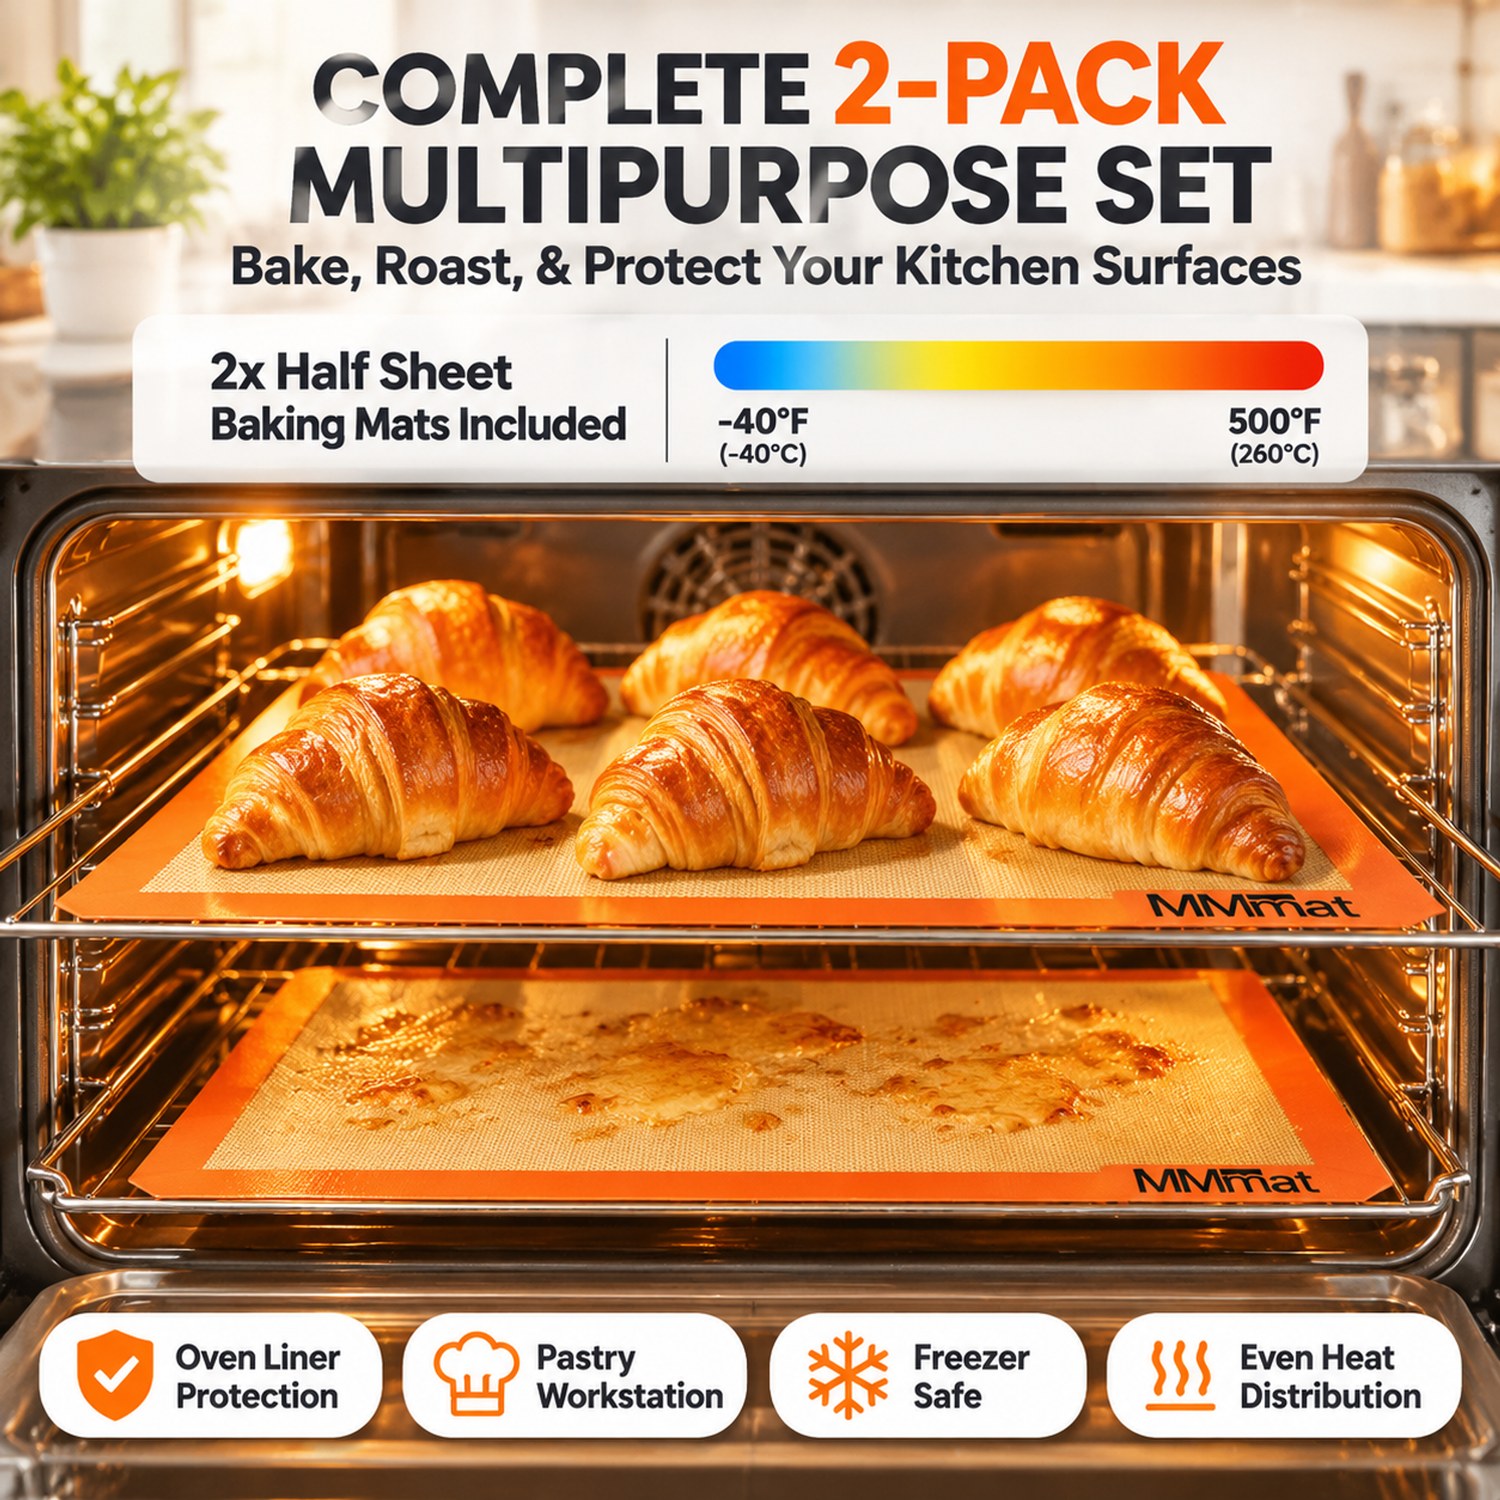 COMPLETE 2-PACK
MULTIPURPOSE SET
Bake, Roast, & Protect Your Kitchen Surfaces
2x Half Sheet
Baking Mats Included
-40°F
(-40°C)
500°F
(260°C)
MMmat
MMmat
Oven Liner
Protection
Pastry
Workstation
Freezer
Safe
Even Heat
Distribution